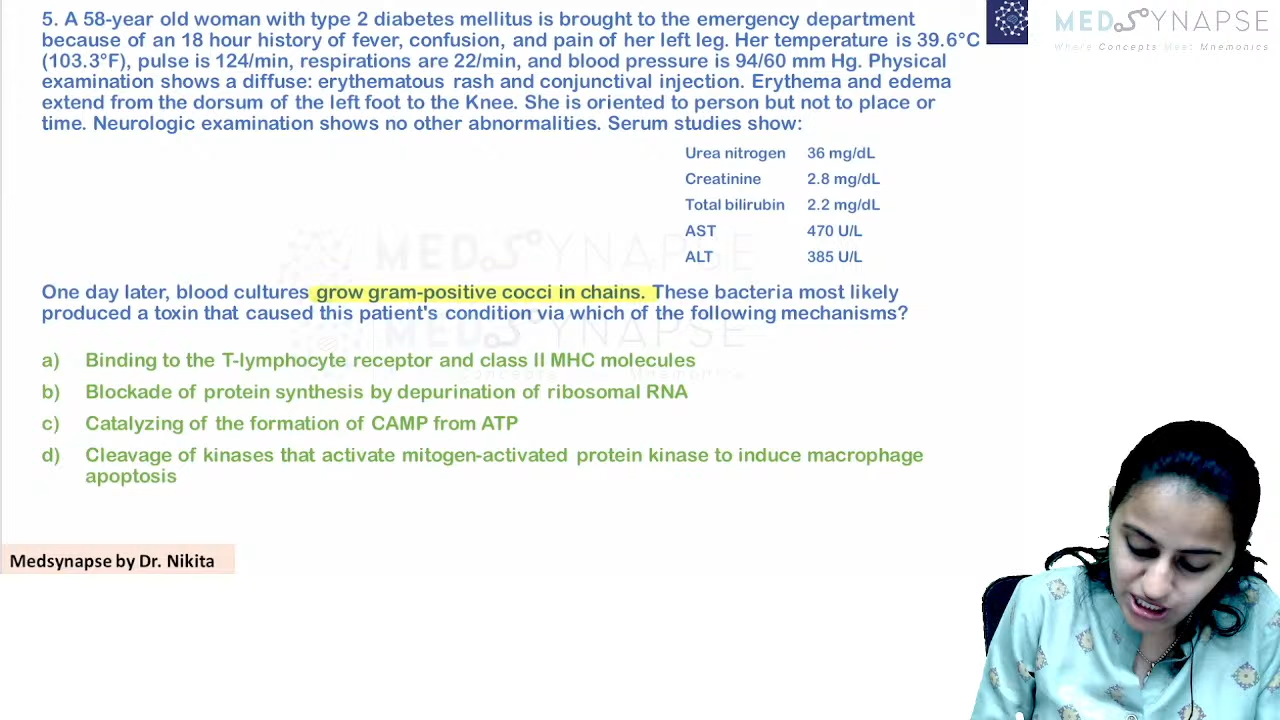 5. A 58-year old woman with type 2 diabetes mellitus is brought to the emergency department
because of an 18 hour history of fever, confusion, and pain of her left leg. Her temperature is 39.6°C
(103.3°F), pulse is 124/min, respirations are 22/min, and blood pressure is 94/60 mm Hg. Physical
examination shows a diffuse: erythematous rash and conjunctival injection. Erythema and edema
extend from the dorsum of the left foot to the Knee. She is oriented to person but not to place or
time. Neurologic examination shows no other abnormalities. Serum studies show:
MEDSYNAPSE
Where Concepts Meet Mnemonics
Urea nitrogen 36 mg/dL
Creatinine 2.8 mg/dL
Total bilirubin 2.2 mg/dL
AST 470 U/L
ALT 385 U/L
MEDSYNAPSE
One day later, blood cultures grow gram-positive cocci in chains. These bacteria most likely
produced a toxin that caused this patient's condition via which of the following mechanisms?
MEDSYNAPSE
a) Binding to the T-lymphocyte receptor and class II MHC molecules
b) Blockade of protein synthesis by depurination of ribosomal RNA
c) Catalyzing of the formation of CAMP from ATP
d) Cleavage of kinases that activate mitogen-activated protein kinase to induce macrophage
apoptosis
Medsynapse by Dr. Nikita